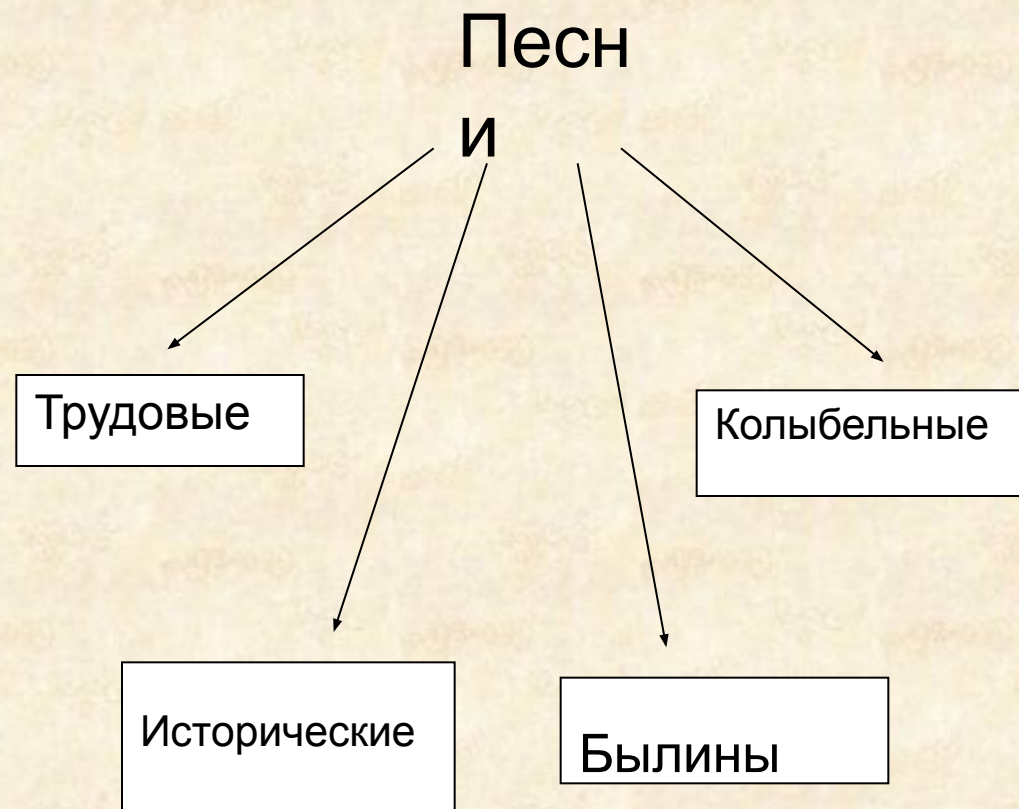 Песн
и
Трудовые
Колыбельные
Исторические
Былины